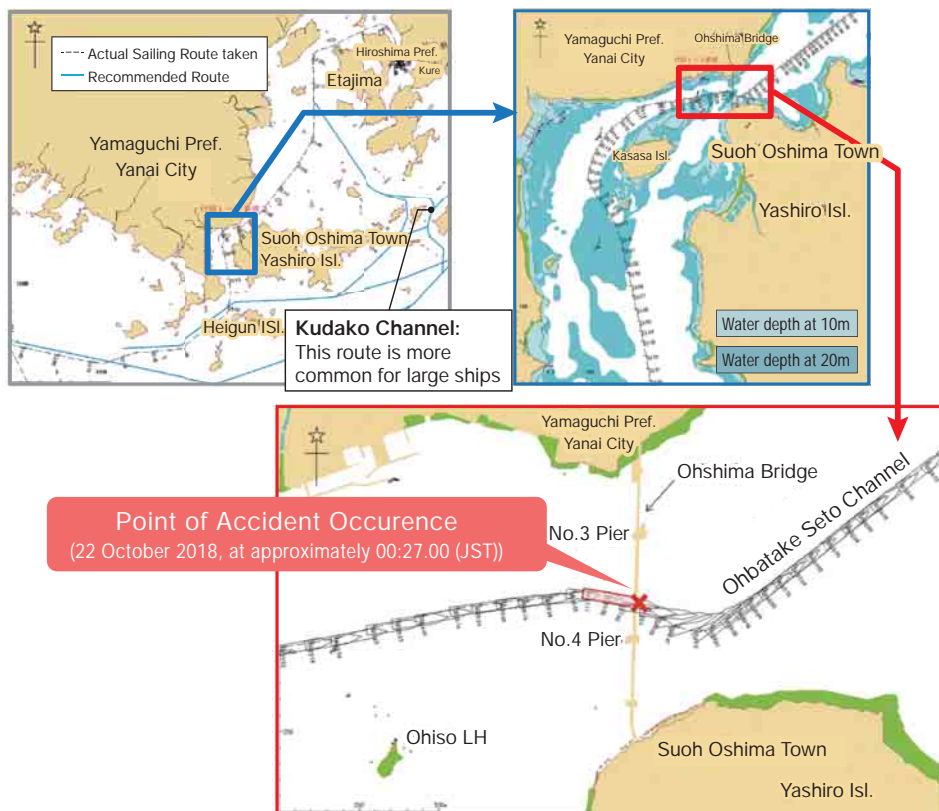 Actual Sailing Route taken
Recommended Route
Hiroshima Pref.
Kure
Etajima
Yamaguchi Pref.
Yanai City
Suoh Oshima Town
Yashiro Isl.
Heigun ISl.
Kudako Channel:
This route is more
common for large ships
Yamaguchi Pref.
Yanai City
Ohshima Bridge
Kasasa Isl.
Suoh Oshima Town
Yashiro Isl.
Water depth at 10m
Water depth at 20m
Yamaguchi Pref.
Yanai City
Ohshima Bridge
Ohbatake Seto Channel
Point of Accident Occurence
(22 October 2018, at approximately 00:27.00 (JST))
No.3 Pier
No.4 Pier
Ohiso LH
Suoh Oshima Town
Yashiro Isl.